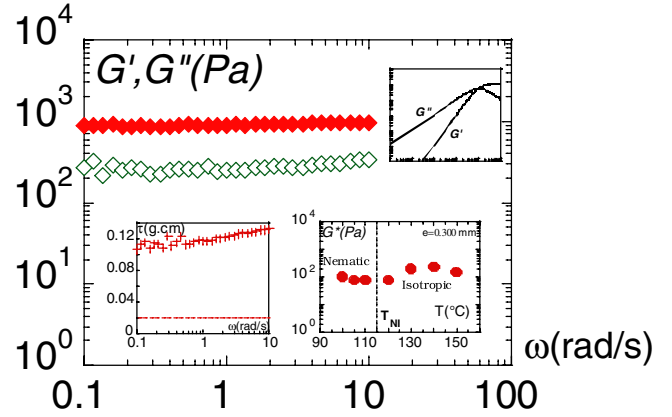 G',G"(Pa)
10^4
10^3
10^2
10^1
10^0
0.1 1 10 100
ω(rad/s)
G"
G'
τ(g.cm)
0.12
0.08
0.04
0
0.1 1 10
ω(rad/s)
G*(Pa)
e=0.300 mm
10^4
10^2
10^0
Nematic
Isotropic
T_NI
T(°C)
90 110 130 150